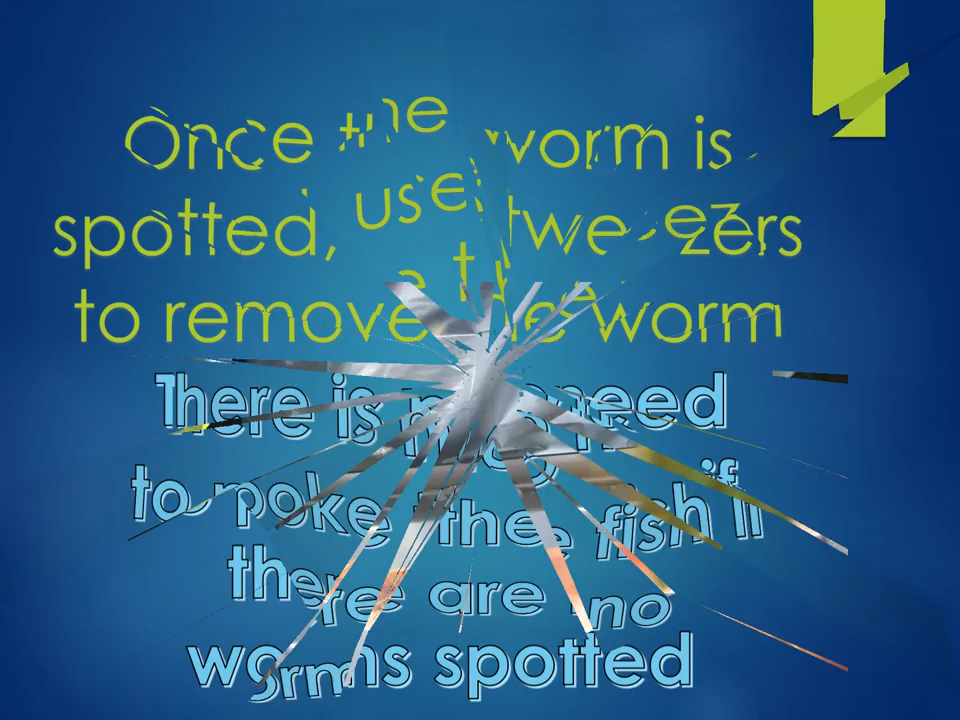 Once the worm is
spotted, use tweezers
to remove the worm
There is no need
to poke the fish if
there are no
worms spotted